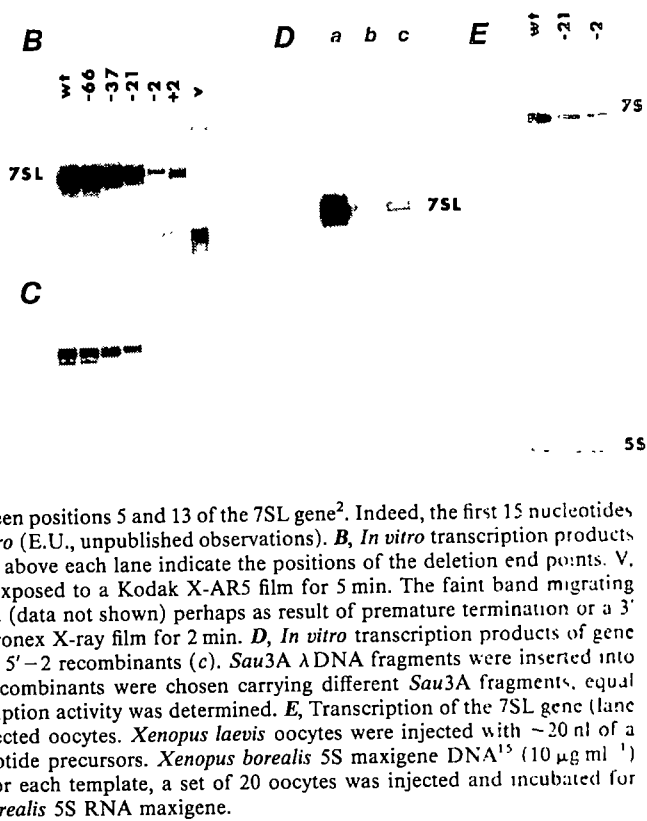 B
D a b c
E wt -21 -2
wt -66 -37 -21 -2 +2 v
7S
7SL
7SL
C
5S
een positions 5 and 13 of the 7SL gene². Indeed, the first 15 nucleotides
ro (E.U., unpublished observations). B, In vitro transcription products
above each lane indicate the positions of the deletion end points. V,
xposed to a Kodak X-AR5 film for 5 min. The faint band migrating
(data not shown) perhaps as result of premature termination or a 3′
ronex X-ray film for 2 min. D, In vitro transcription products of gene
5′−2 recombinants (c). Sau3A λDNA fragments were inserted into
combinants were chosen carrying different Sau3A fragments, equal
ption activity was determined. E, Transcription of the 7SL gene (lane
ected oocytes. Xenopus laevis oocytes were injected with ~20 nl of a
ptide precursors. Xenopus borealis 5S maxigene DNA¹⁵ (10 μg ml⁻¹)
or each template, a set of 20 oocytes was injected and incubated for
realis 5S RNA maxigene.